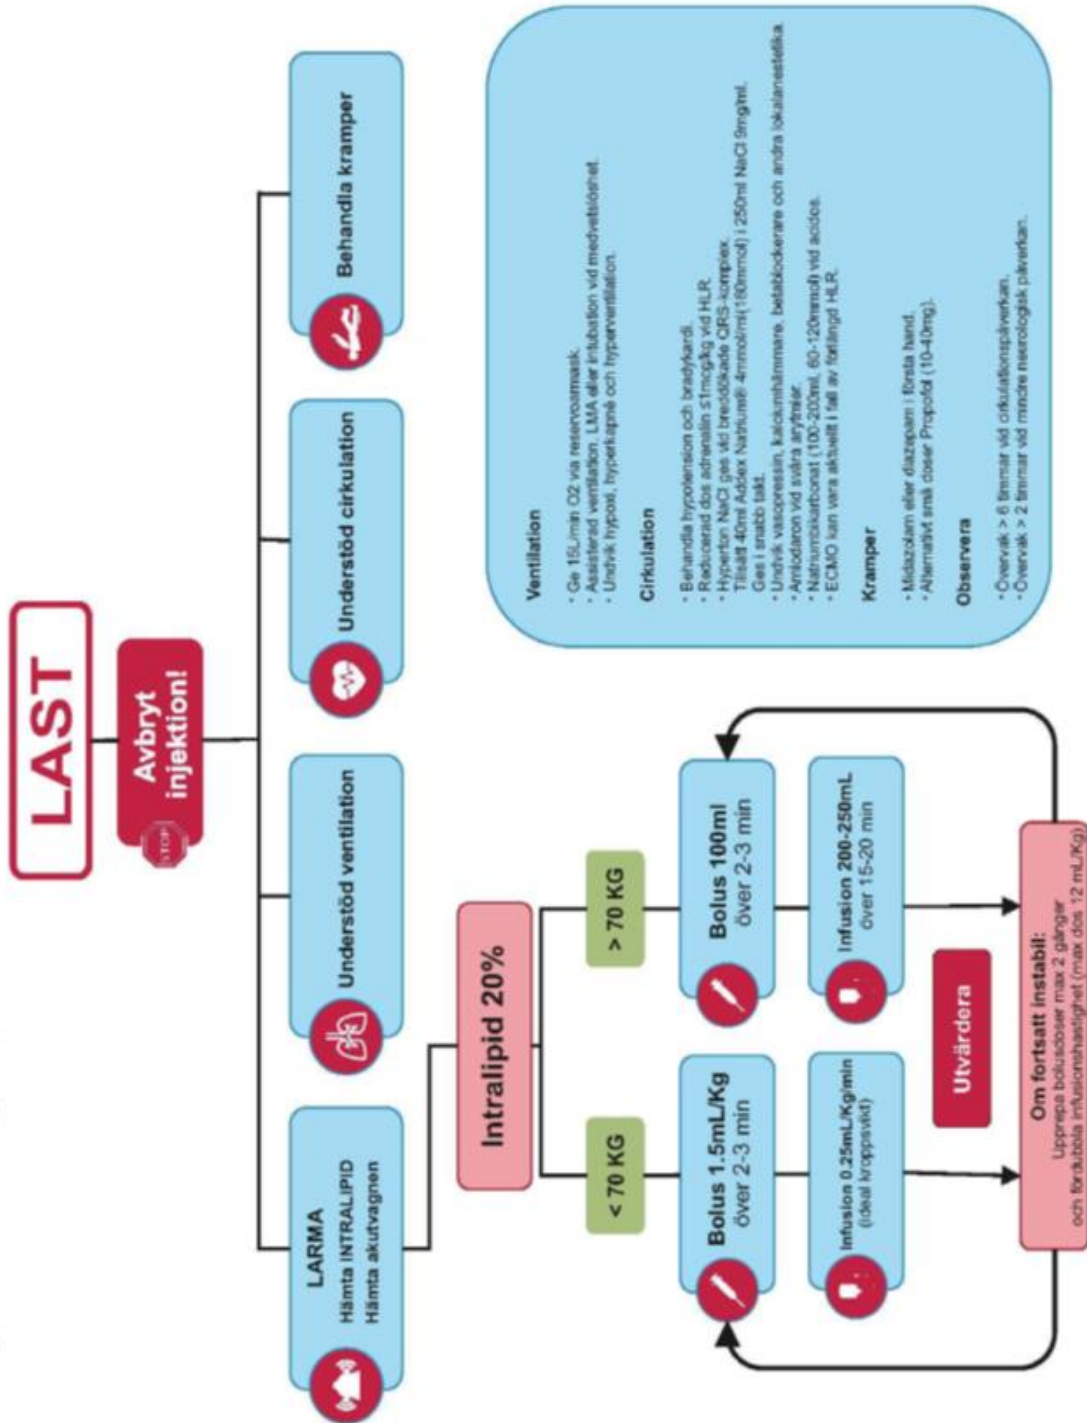 LAST
STOP
Avbryt
injektion!
LARMA
Hämta INTRALIPID
Hämta akutvagnen
Understöd ventilation
Understöd cirkulation
Behandla kramper
Intralipid 20%
< 70 KG
> 70 KG
Bolus 1.5mL/Kg
över 2-3 min
Bolus 100ml
över 2-3 min
Infusion 0.25mL/Kg/min
(ideal kroppsvikt)
Infusion 200-250mL
över 15-20 min
Utvärdera
Om fortsatt instabil:
Upprepa bolusdoser max 2 gånger
och fördubbla infusionshastighet (max dos 12 mL/Kg)
Ventilation
· Ge 15L/min O2 via reservoarmask.
· Assisterad ventilation, LMA eller intubation vid medvetslöshet.
· Undvik hypoxi, hyperkapné och hyperventilation.
Cirkulation
· Behandla hypotension och bradykardi.
· Reducerad dos adrenalin ≤1mcg/kg vid HLR.
· Hyperton NaCl ges vid breddökade QRS-komplex.
Tillsätt 40ml Addex Natrium® 4mmol/ml(160mmol) i 250ml NaCl 9mg/ml.
Ges i snabb takt.
· Undvik vasopressin, kalciumhämmare, betablockerare och andra lokalanestetika.
· Amiodaron vid svåra arytmier.
· Natriumbikarbonat (100-200ml, 60-120mmol) vid acidos.
· ECMO kan vara aktuellt i fall av förlängd HLR.
Kramper
· Midazolam eller diazepam i första hand.
· Alternativt små doser Propofol (10-40mg).
Observera
· Övervak > 6 timmar vid cirkulationspåverkan.
· Övervak > 2 timmar vid mindre neurologisk påverkan.